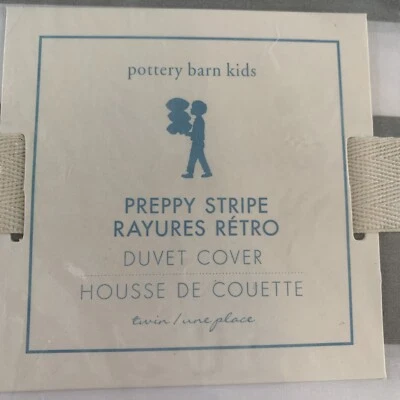 pottery barn kids
PREPPY STRIPE
RAYURES RÉTRO
DUVET COVER
HOUSSE DE COUETTE
twin / une place